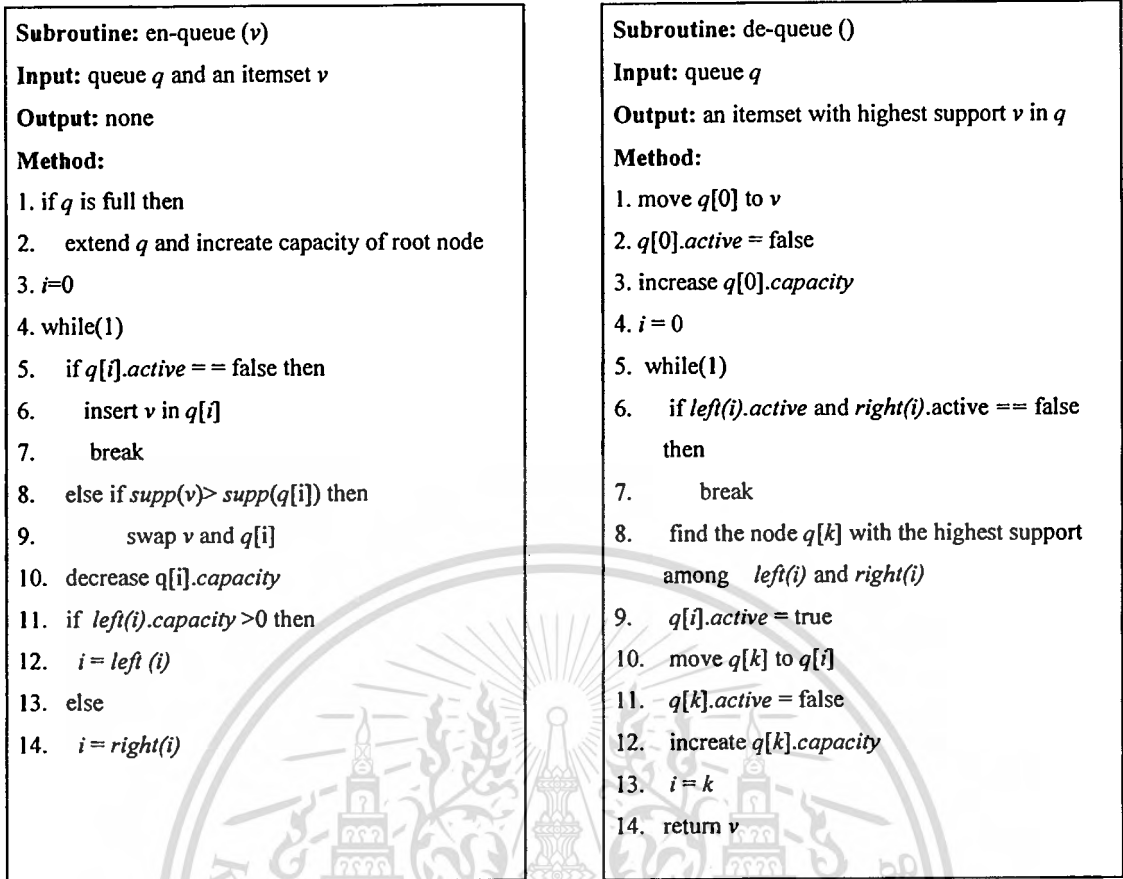 Subroutine: en-queue (v)
Input: queue q and an itemset v
Output: none
Method:
1. if q is full then
2. extend q and increate capacity of root node
3. i=0
4. while(1)
5. if q[i].active = = false then
6. insert v in q[i]
7. break
8. else if supp(v)> supp(q[i]) then
9. swap v and q[i]
10. decrease q[i].capacity
11. if left(i).capacity >0 then
12. i = left (i)
13. else
14. i = right(i)
Subroutine: de-queue ()
Input: queue q
Output: an itemset with highest support v in q
Method:
1. move q[0] to v
2. q[0].active = false
3. increase q[0].capacity
4. i = 0
5. while(1)
6. if left(i).active and right(i).active == false
then
7. break
8. find the node q[k] with the highest support
among left(i) and right(i)
9. q[i].active = true
10. move q[k] to q[i]
11. q[k].active = false
12. increate q[k].capacity
13. i = k
14. return v